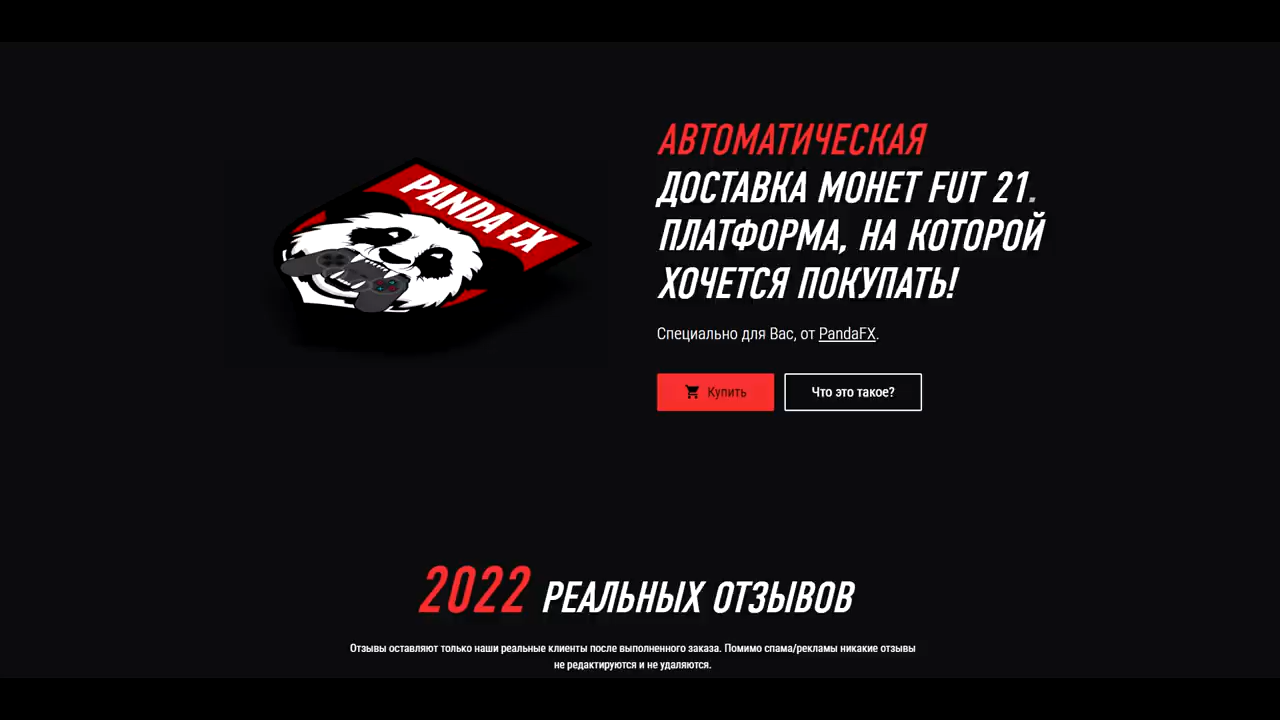 PANDA FX
АВТОМАТИЧЕСКАЯ
ДОСТАВКА МОНЕТ FUT 21.
ПЛАТФОРМА, НА КОТОРОЙ
ХОЧЕТСЯ ПОКУПАТЬ!
Специально для Вас, от PandaFX.
Купить
Что это такое?
2022 РЕАЛЬНЫХ ОТЗЫВОВ
Отзывы оставляют только наши реальные клиенты после выполненного заказа. Помимо спама/рекламы никакие отзывы
не редактируются и не удаляются.